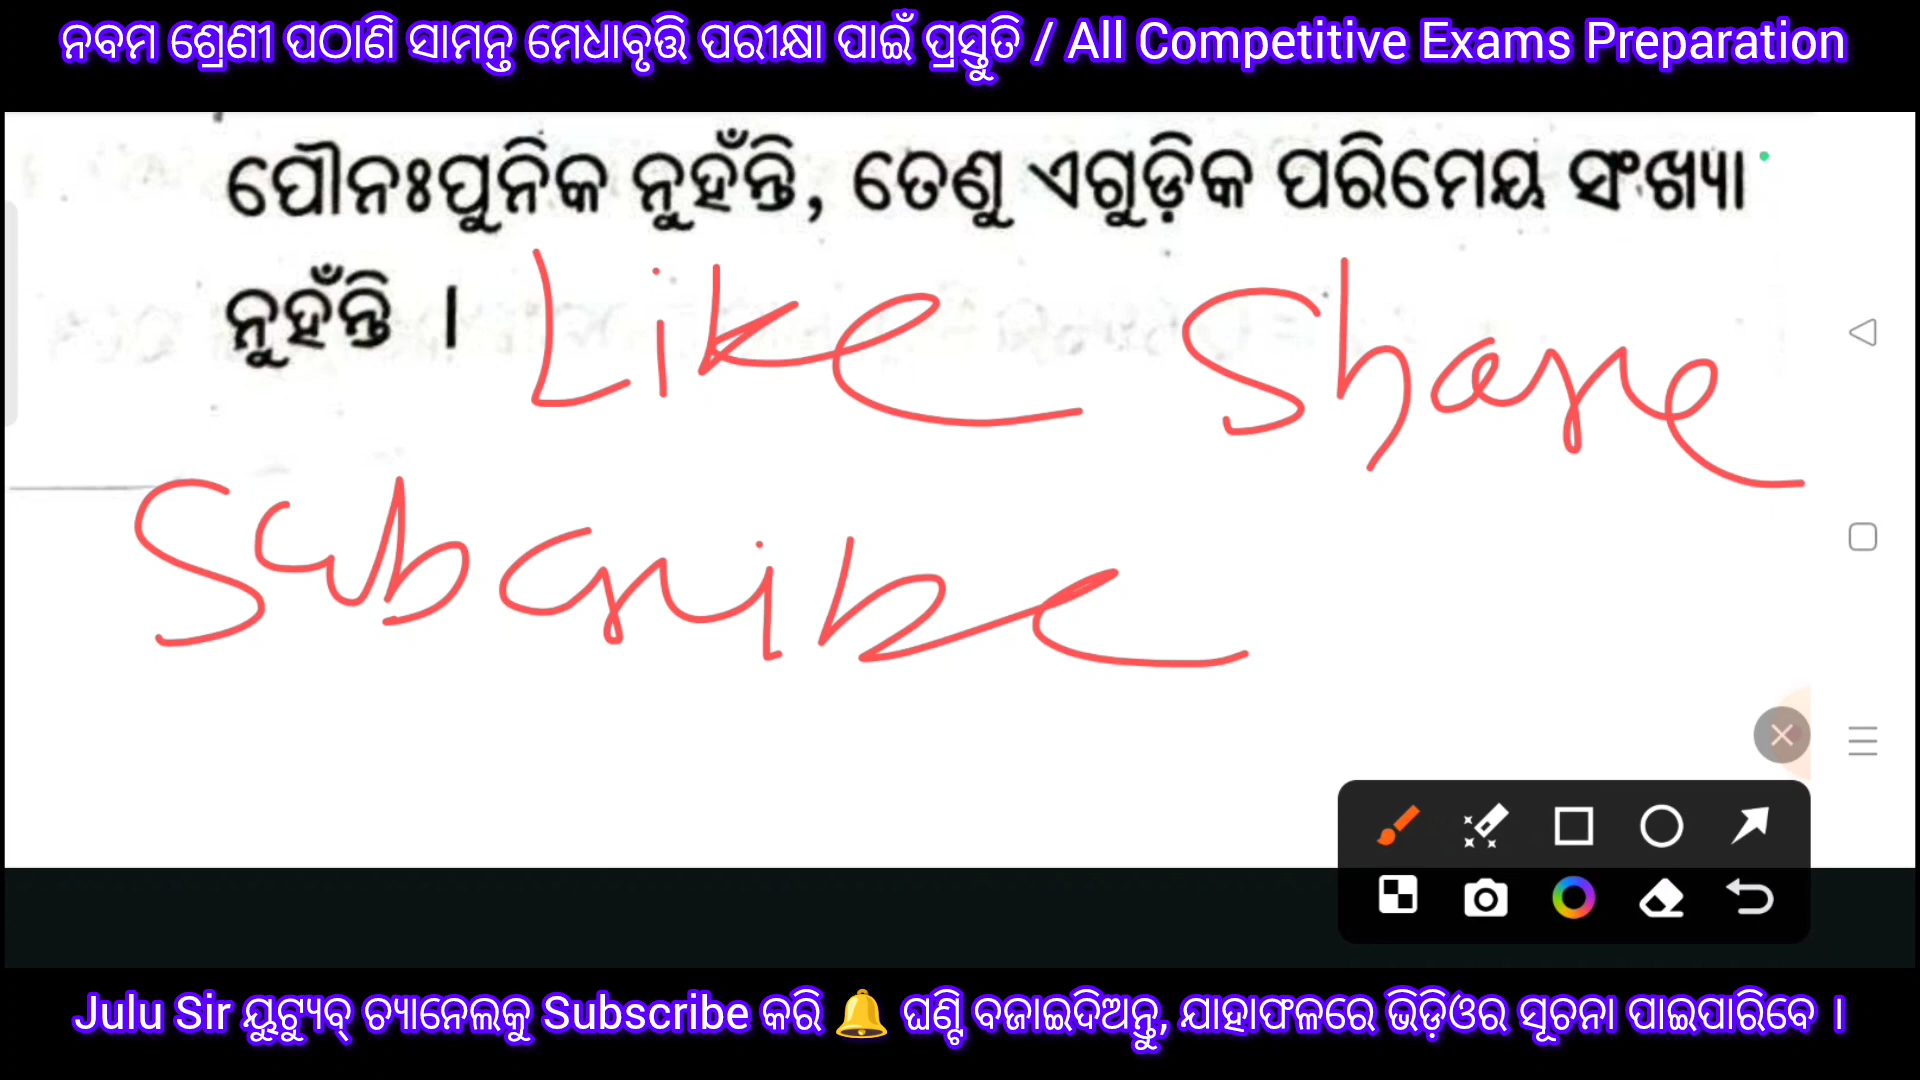 ନବମ ଶ୍ରେଣୀ ପଠାଣି ସାମନ୍ତ ମେଧାବୃତ୍ତି ପରୀକ୍ଷା ପାଇଁ ପ୍ରସ୍ତୁତି / All Competitive Exams Preparation
ପୌନଃପୁନିକ ନୁହଁନ୍ତି, ତେଣୁ ଏଗୁଡ଼ିକ ପରିମେୟ ସଂଖ୍ୟା
ନୁହଁନ୍ତି । Like Share
Subcribe
Julu Sir ୟୁଟ୍ୟୁବ୍ ଚ୍ୟାନେଲକୁ Subscribe କରି 🔔 ଘଣ୍ଟି ବଜାଇଦିଅନ୍ତୁ, ଯାହାଫଳରେ ଭିଡ଼ିଓର ସୂଚନା ପାଇପାରିବେ ।